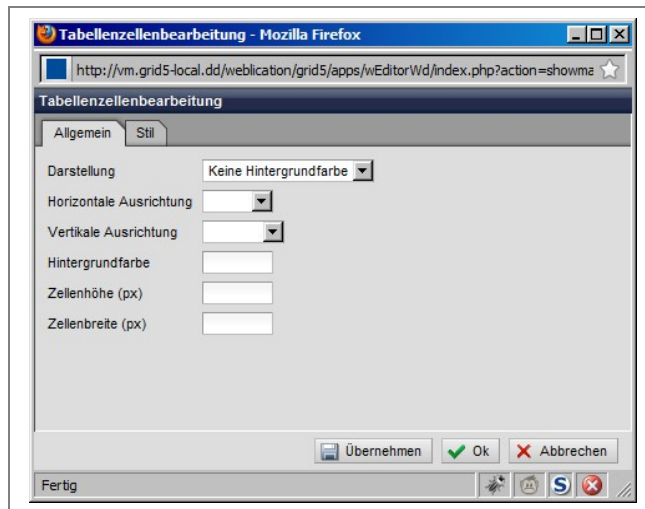 Tabellenzellenbearbeitung - Mozilla Firefox
http://vm.grid5-local.dd/weblication/grid5/apps/wEditorWd/index.php?action=showma
Tabellenzellenbearbeitung
Allgemein Stil
Darstellung Keine Hintergrundfarbe
Horizontale Ausrichtung
Vertikale Ausrichtung
Hintergrundfarbe
Zellenhöhe (px)
Zellenbreite (px)
Übernehmen Ok Abbrechen
Fertig S